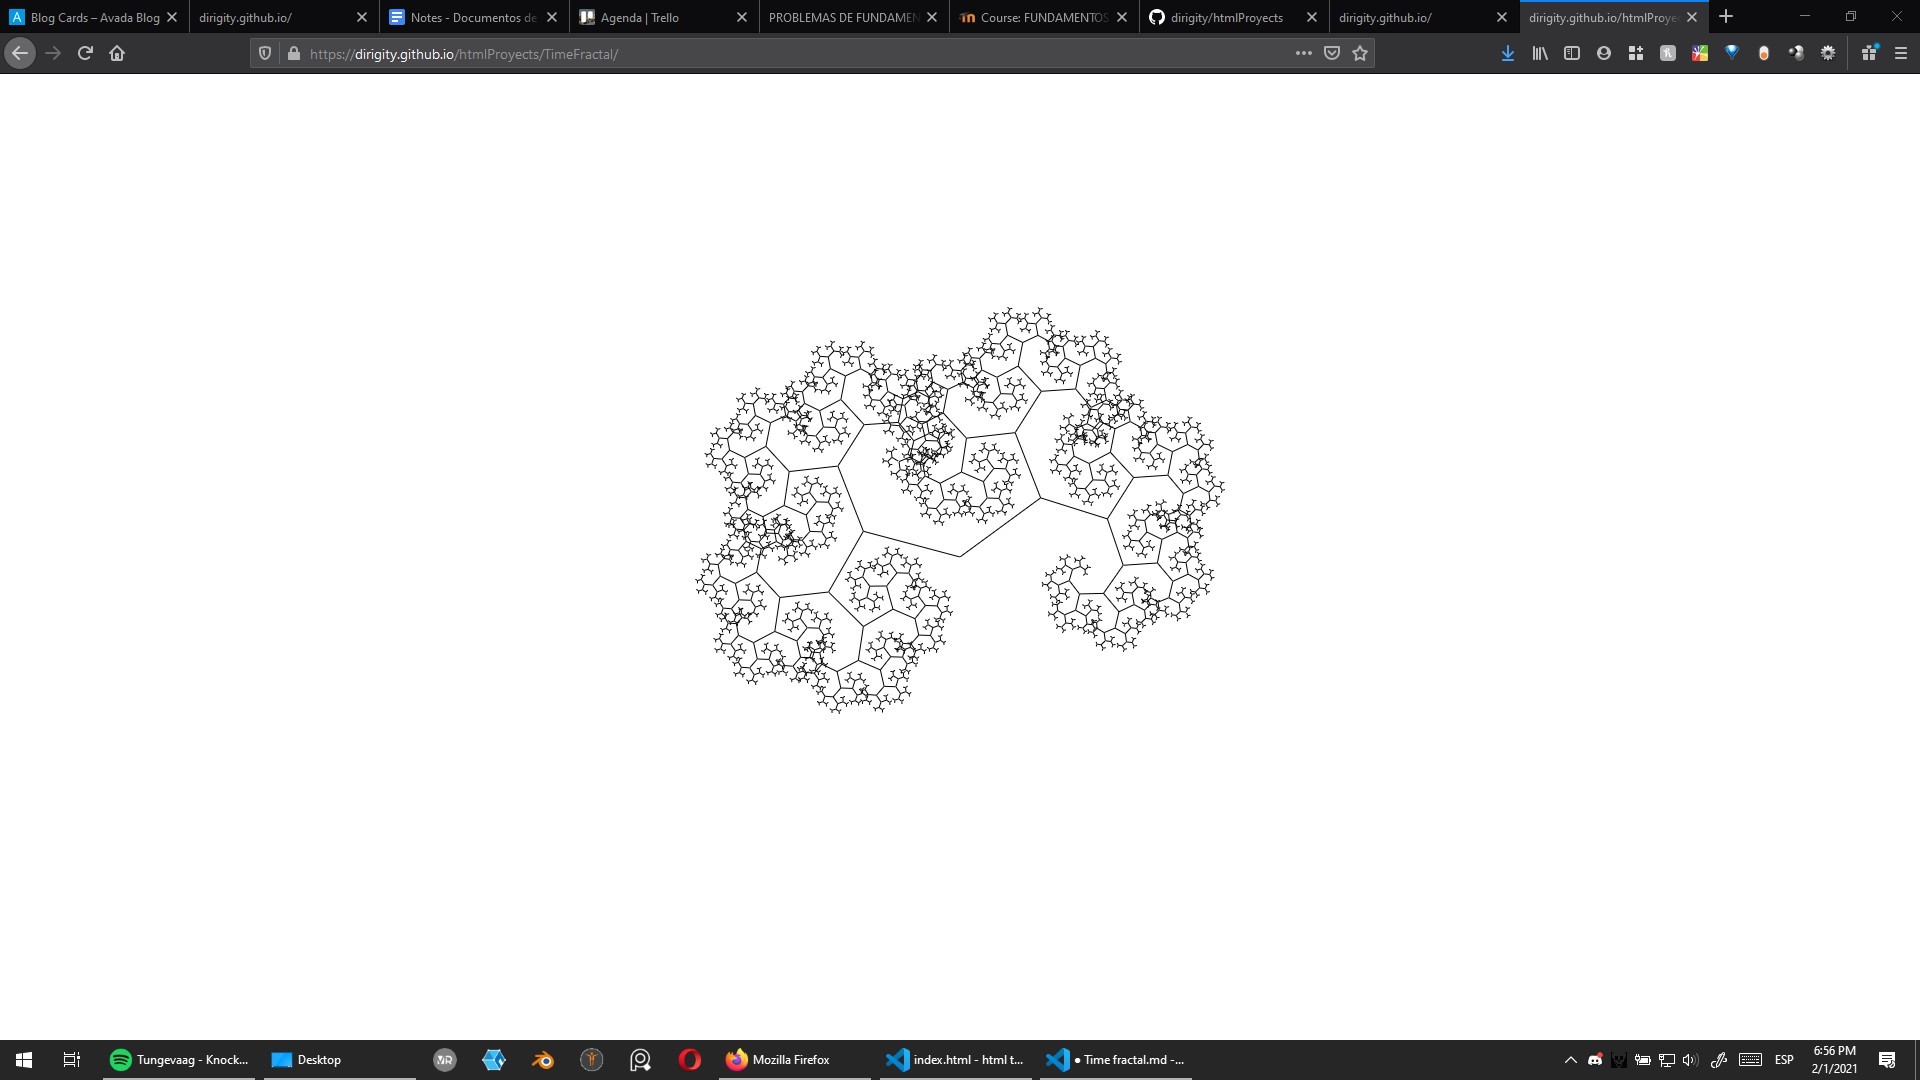 Blog Cards – Avada Blog
dirigity.github.io/
Notes - Documentos de
Agenda | Trello
PROBLEMAS DE FUNDAMEN
Course: FUNDAMENTOS
dirigity/htmlProyects
dirigity.github.io/
dirigity.github.io/htmlProye
https://dirigity.github.io/htmlProyects/TimeFractal/
Tungevaag - Knock...
Desktop
Mozilla Firefox
index.html - html t...
● Time fractal.md -...
ESP
6:56 PM
2/1/2021